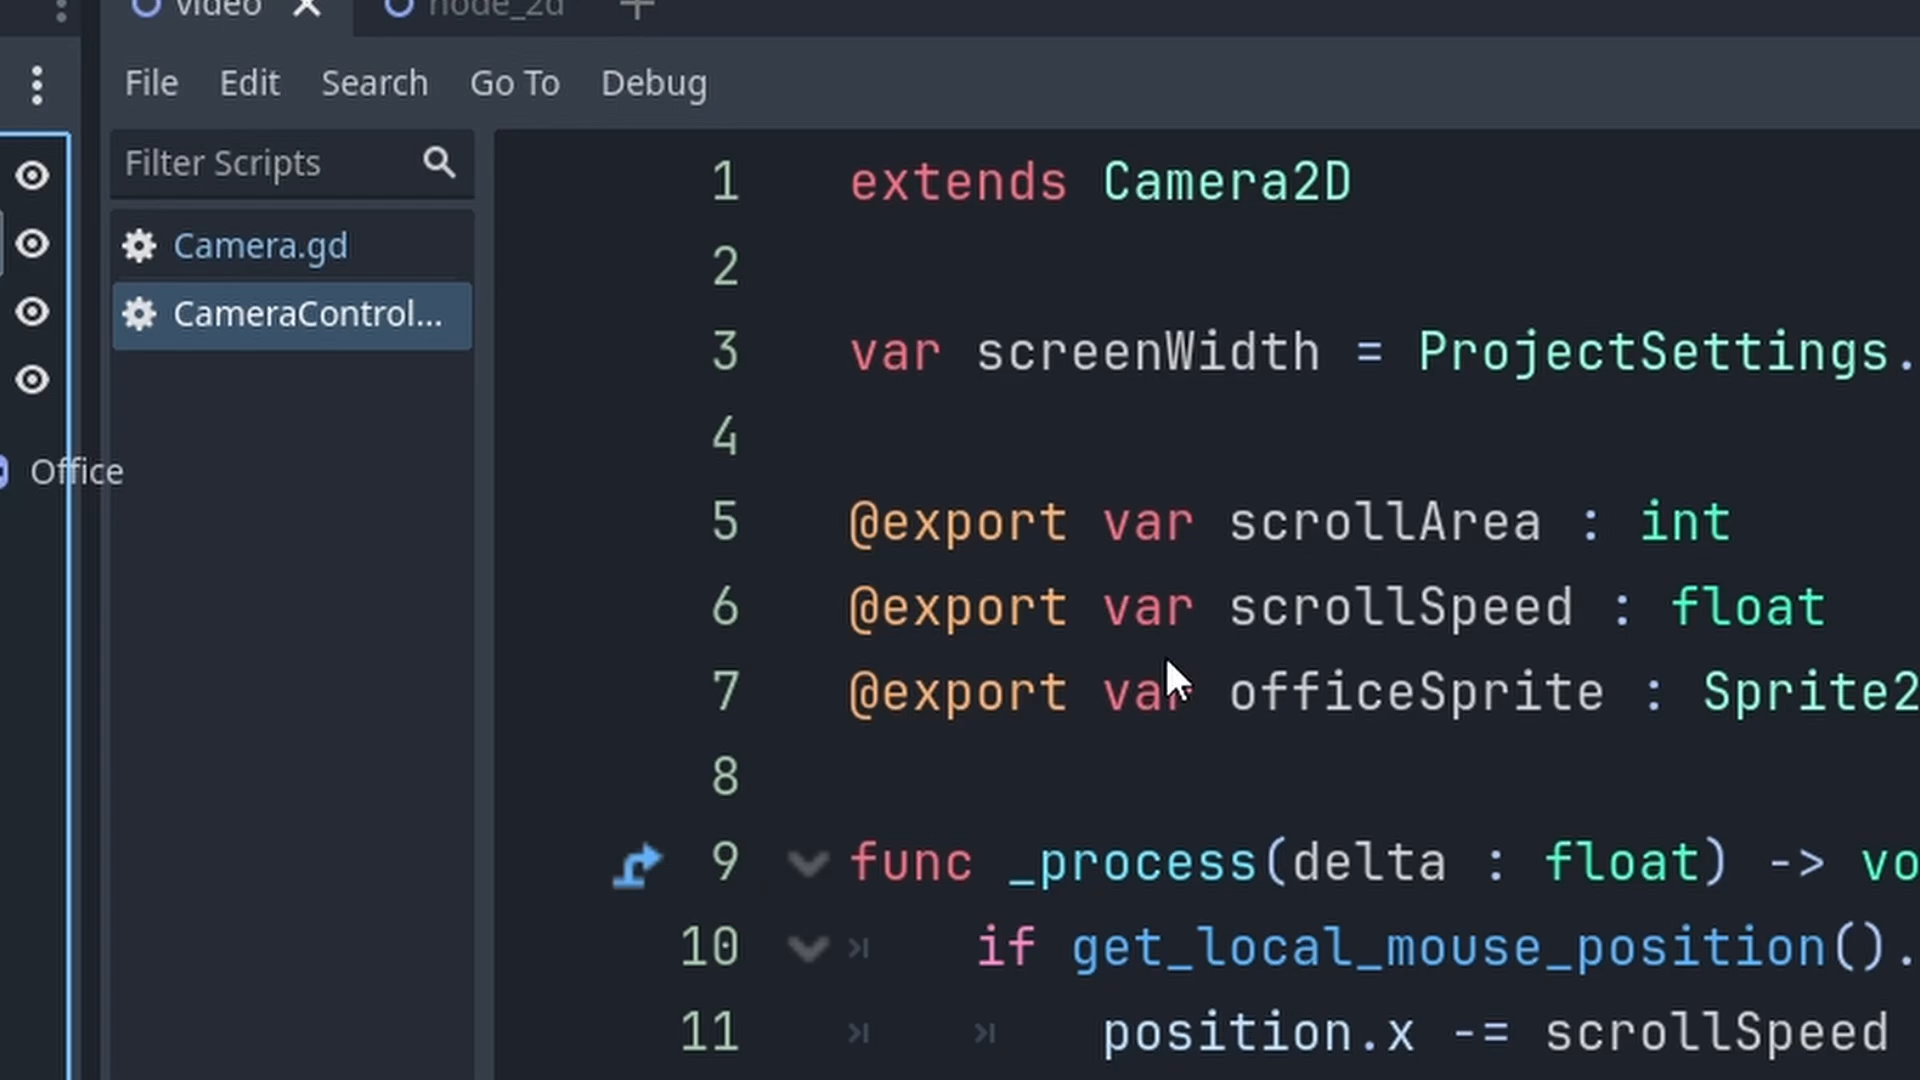 video node_2d
File Edit Search Go To Debug
Filter Scripts
Camera.gd
CameraControl...
Office
1 extends Camera2D
2
3 var screenWidth = ProjectSettings.
4
5 @export var scrollArea : int
6 @export var scrollSpeed : float
7 @export var officeSprite : Sprite2
8
9 func _process(delta : float) -> vo
10 if get_local_mouse_position().
11 position.x -= scrollSpeed